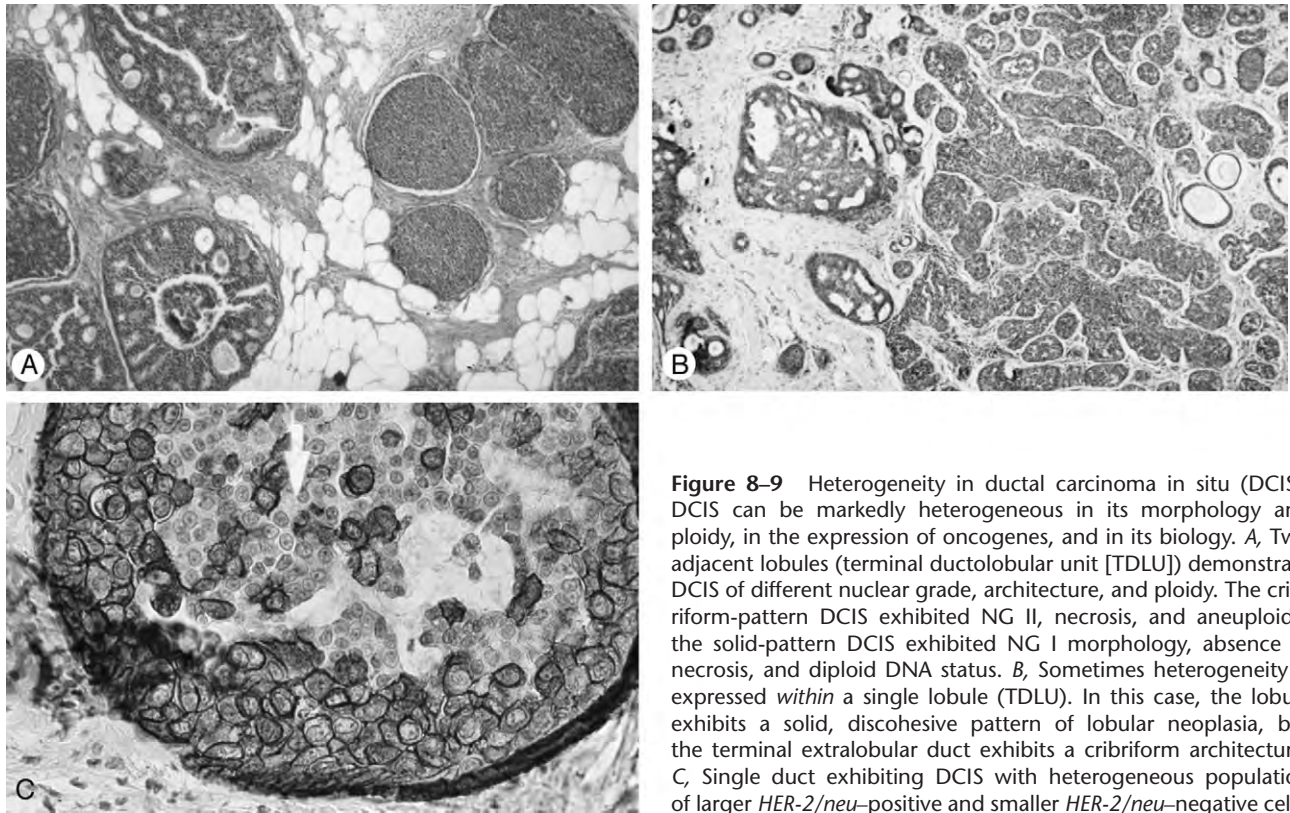 A
B
C
Figure 8–9 Heterogeneity in ductal carcinoma in situ (DCIS
DCIS can be markedly heterogeneous in its morphology an
ploidy, in the expression of oncogenes, and in its biology. A, Tw
adjacent lobules (terminal ductolobular unit [TDLU]) demonstra
DCIS of different nuclear grade, architecture, and ploidy. The cri
riform-pattern DCIS exhibited NG II, necrosis, and aneuploid
the solid-pattern DCIS exhibited NG I morphology, absence
necrosis, and diploid DNA status. B, Sometimes heterogeneity
expressed within a single lobule (TDLU). In this case, the lobu
exhibits a solid, discohesive pattern of lobular neoplasia, b
the terminal extralobular duct exhibits a cribriform architectur
C, Single duct exhibiting DCIS with heterogeneous populatio
of larger HER-2/neu–positive and smaller HER-2/neu–negative cel